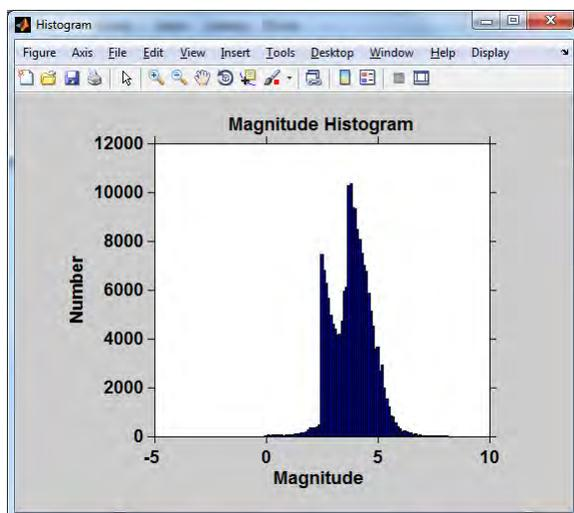 Histogram
Figure Axis File Edit View Insert Tools Desktop Window Help Display
Magnitude Histogram
12000
10000
8000
6000
4000
2000
0
Number
-5 0 5 10
Magnitude